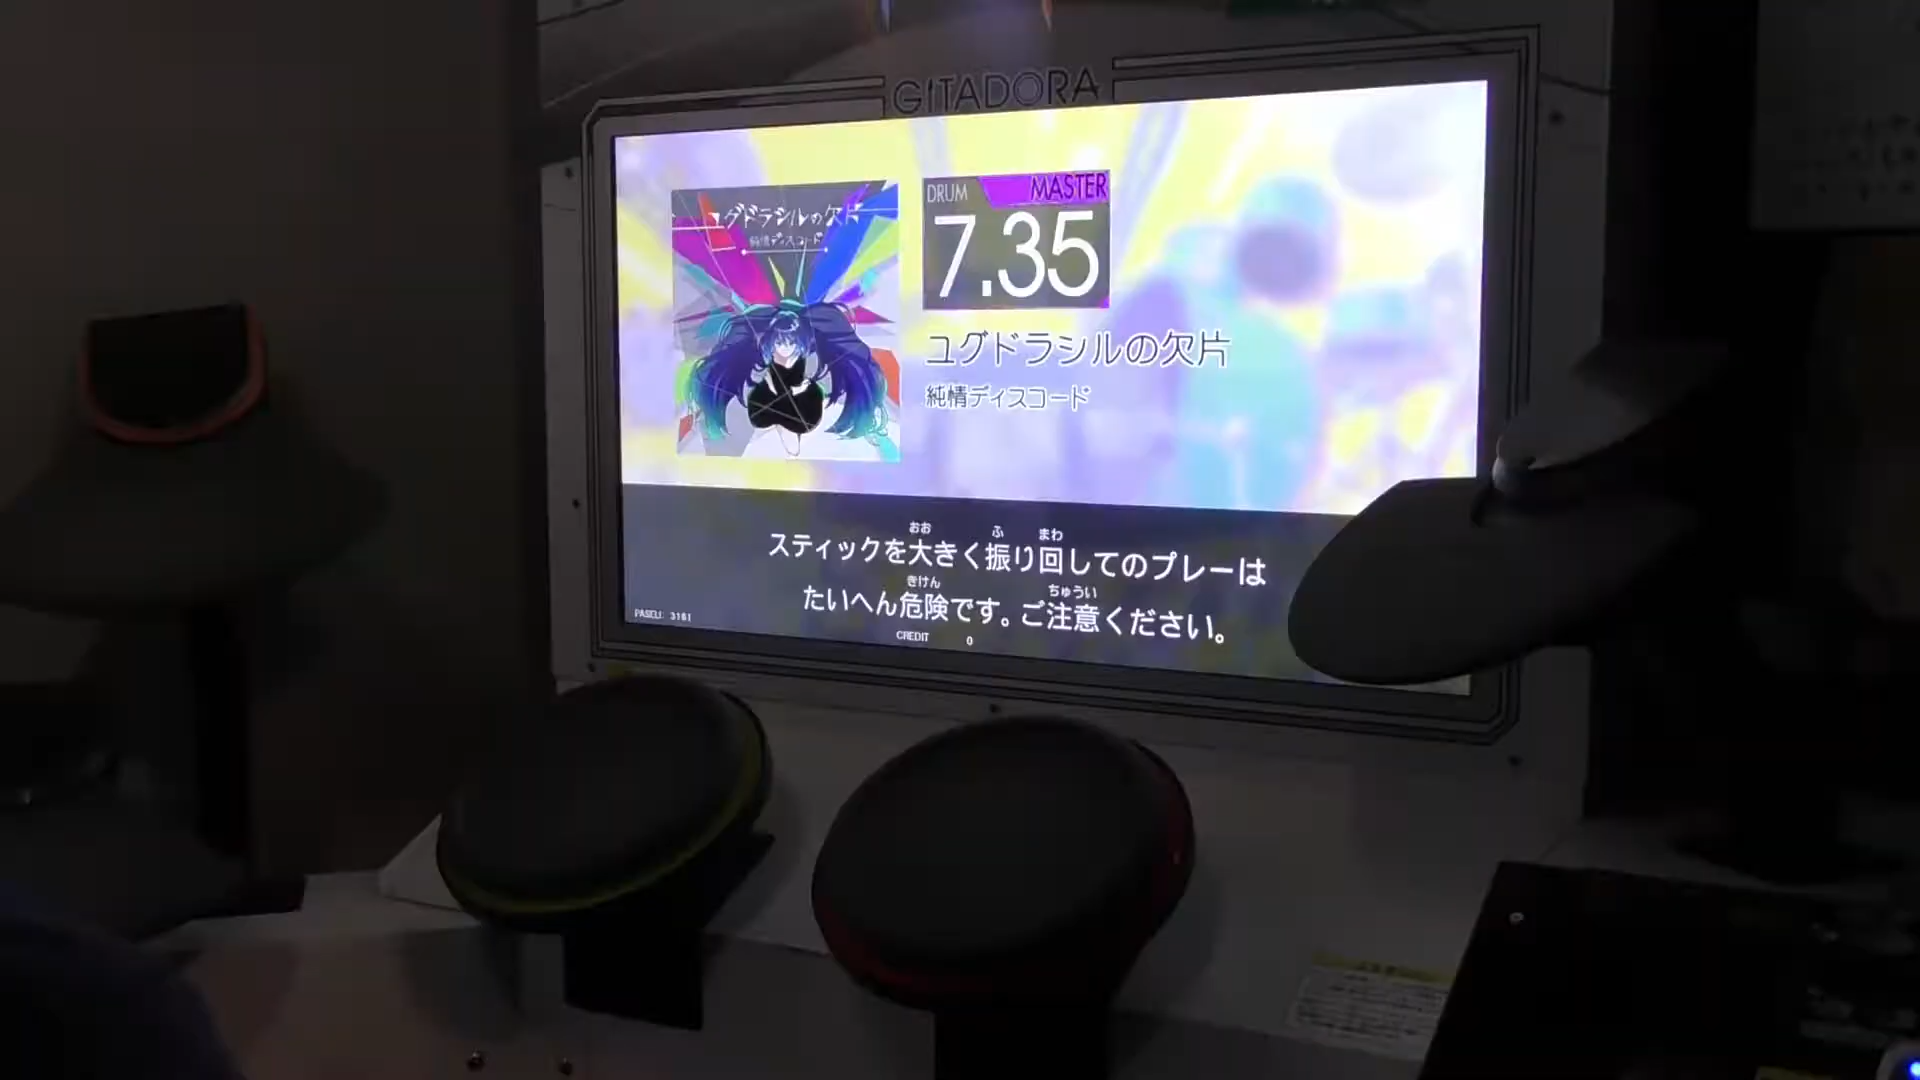 GITADORA
ユグドラシルの欠片
純情ディスコード
DRUM MASTER
7.35
ユグドラシルの欠片
純情ディスコード
スティックを大きく振り回してのプレーは
おお ふ まわ
たいへん危険です。ご注意ください。
きけん ちゅうい
PASELI: 3161
CREDIT 0